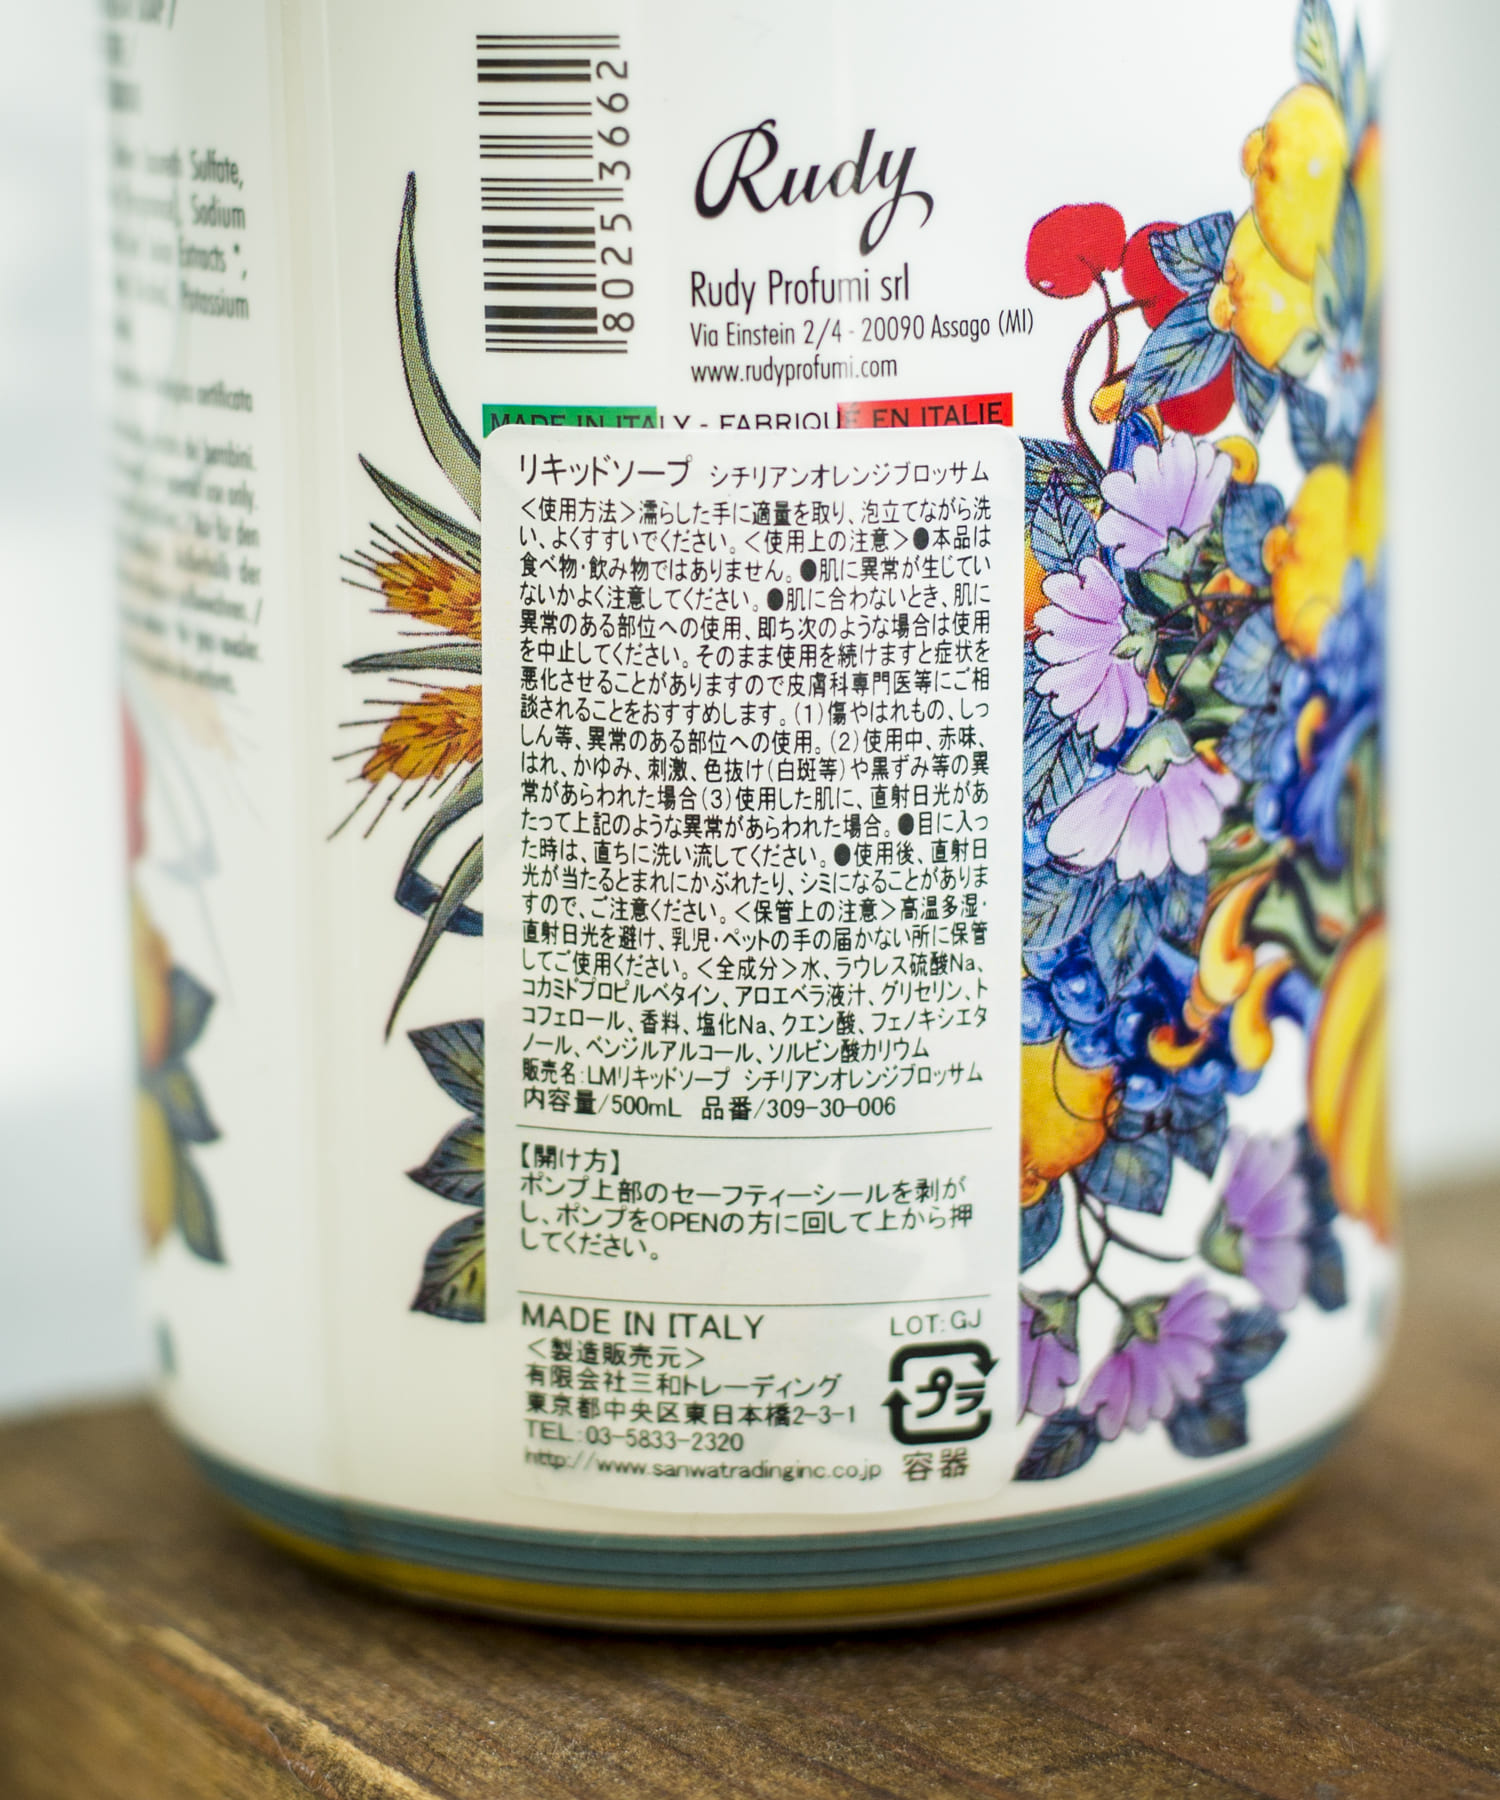 Sulfate,
Sodium
Extracts *,
Potassium
certificata
bambini.
use only.
für den
der
80253662
Rudy
Rudy Profumi srl
Via Einstein 2/4 - 20090 Assago (MI)
www.rudyprofumi.com
MADE IN ITALY - FABRIQUÉ EN ITALIE
リキッドソープ シチリアンオレンジブロッサム
＜使用方法＞濡らした手に適量を取り、泡立てながら洗
い、よくすすいでください。＜使用上の注意＞●本品は
食べ物・飲み物ではありません。●肌に異常が生じてい
ないかよく注意してください。●肌に合わないとき、肌に
異常のある部位への使用、即ち次のような場合は使用
を中止してください。そのまま使用を続けますと症状を
悪化させることがありますので皮膚科専門医等にご相
談されることをおすすめします。(1)傷やはれもの、しっ
しん等、異常のある部位への使用。(2)使用中、赤味、
はれ、かゆみ、刺激、色抜け(白斑等)や黒ずみ等の異
常があらわれた場合(3)使用した肌に、直射日光があ
たって上記のような異常があらわれた場合。●目に入っ
た時は、直ちに洗い流してください。●使用後、直射日
光が当たるとまれにかぶれたり、シミになることがありま
すので、ご注意ください。＜保管上の注意＞高温多湿・
直射日光を避け、乳児・ペットの手の届かない所に保管
してご使用ください。＜全成分＞水、ラウレス硫酸Na、
コカミドプロピルベタイン、アロエベラ液汁、グリセリン、ト
コフェロール、香料、塩化Na、クエン酸、フェノキシエタ
ノール、ベンジルアルコール、ソルビン酸カリウム
販売名:LMリキッドソープ シチリアンオレンジブロッサム
内容量/500mL 品番/309-30-006
【開け方】
ポンプ上部のセーフティーシールを剥が
し、ポンプをOPENの方に回して上から押
してください。
MADE IN ITALY
LOT:GJ
＜製造販売元＞
有限会社三和トレーディング
東京都中央区東日本橋2-3-1
TEL:03-5833-2320
http://www.sanwatradinginc.co.jp
プラ
容器